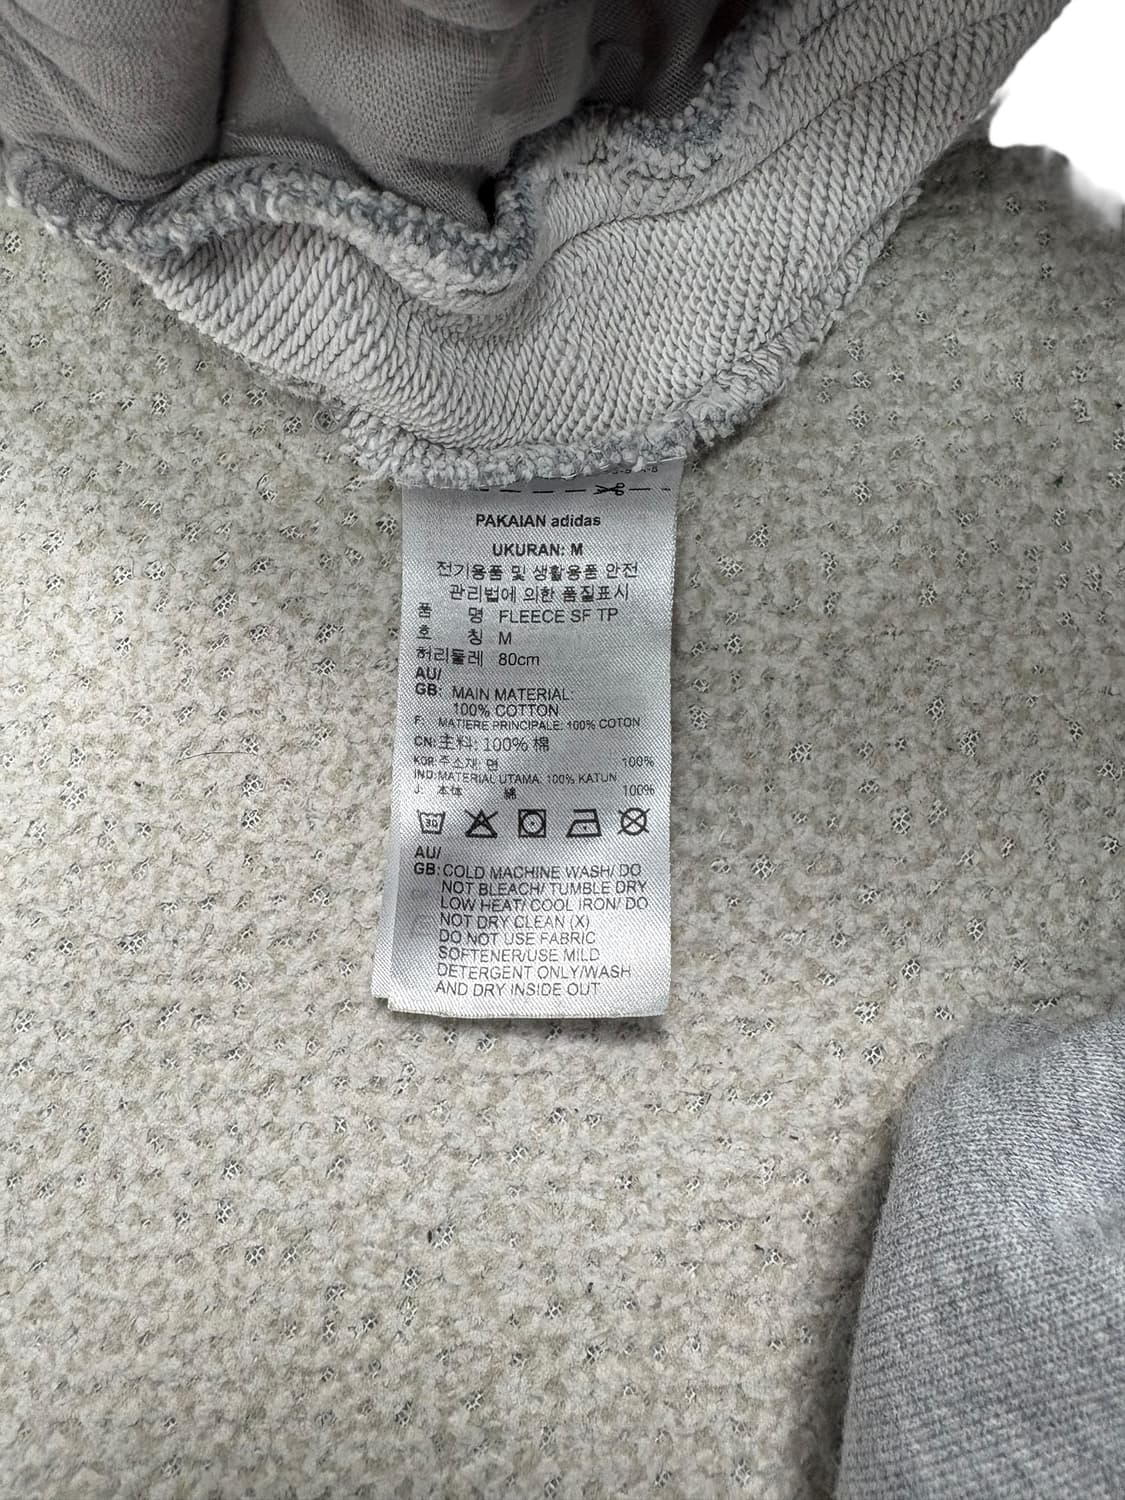 PAKAIAN adidas
UKURAN: M
전기용품 및 생활용품 안전
관리법에 의한 품질표시
품 명 FLEECE SF TP
호 칭 M
허리둘레 80cm
AU/
GB: MAIN MATERIAL:
100% COTTON
F: MATIERE PRINCIPALE: 100% COTON
CN: 主料: 100% 棉
KOR: 주소재: 면 100%
IND: MATERIAL UTAMA: 100% KATUN
J: 本体 綿 100%
30
AU/
GB: COLD MACHINE WASH/ DO
NOT BLEACH/ TUMBLE DRY
LOW HEAT/ COOL IRON/ DO
NOT DRY CLEAN (X)
DO NOT USE FABRIC
SOFTENER/USE MILD
DETERGENT ONLY/WASH
AND DRY INSIDE OUT